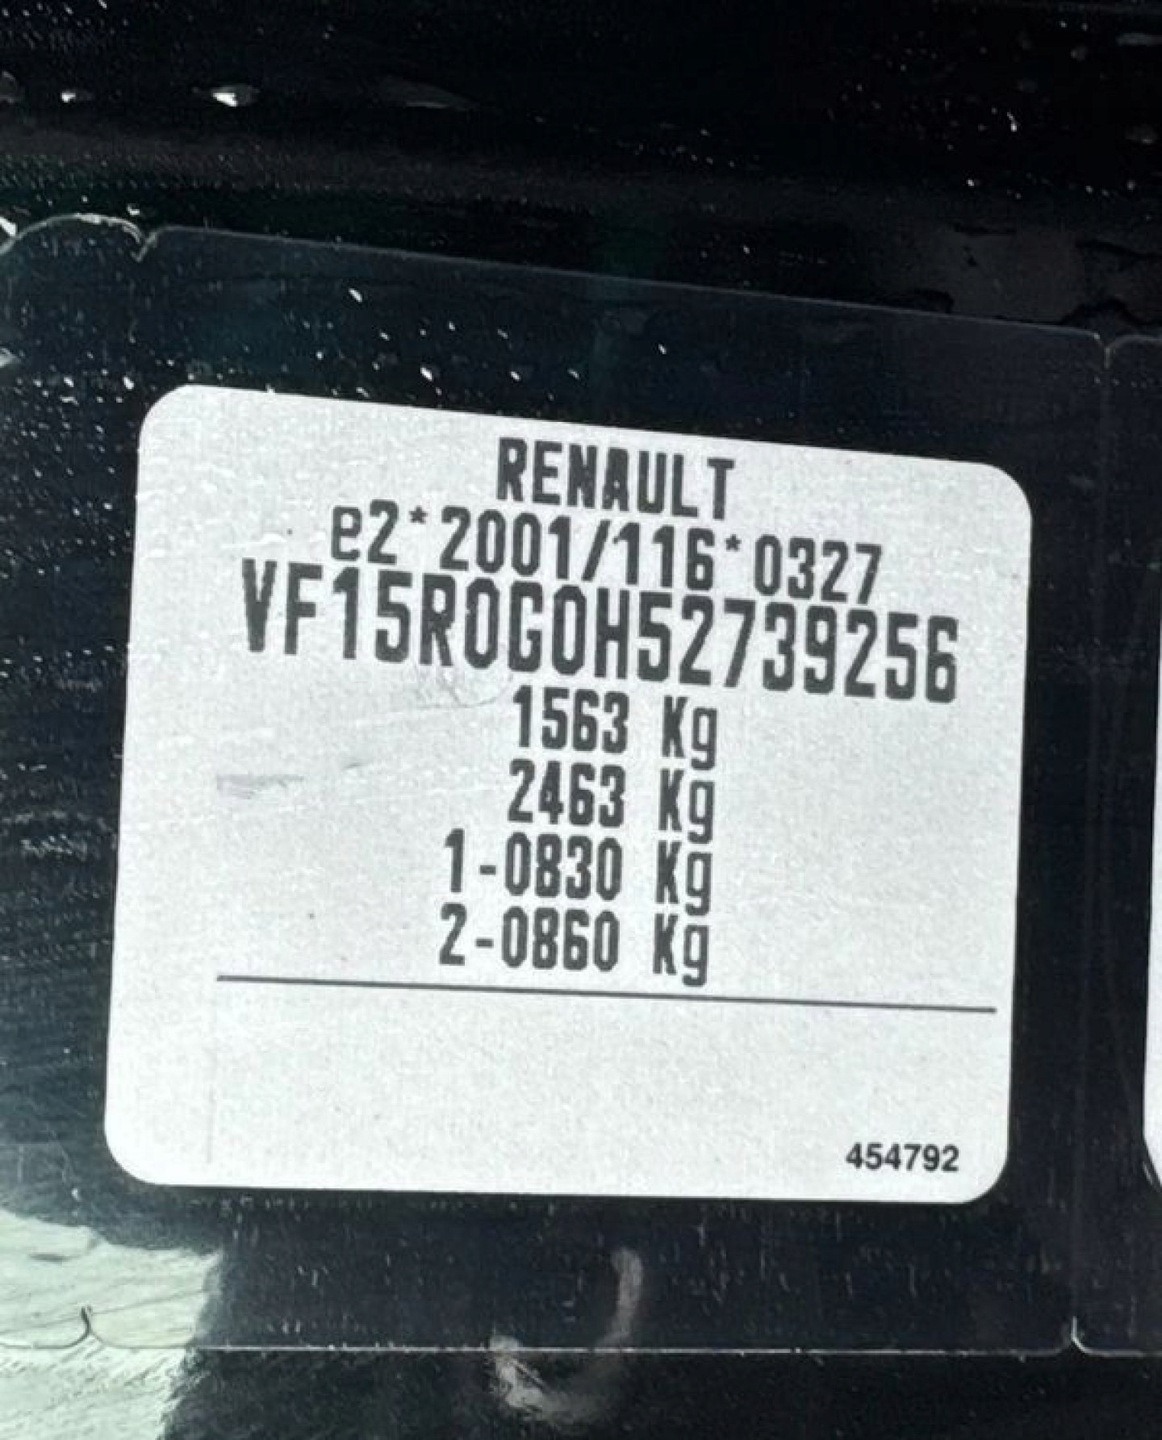 RENAULT
e2*2001/116*0327
VF15R0G0H52739256
1563 Kg
2463 Kg
1-0830 Kg
2-0860 Kg
454792